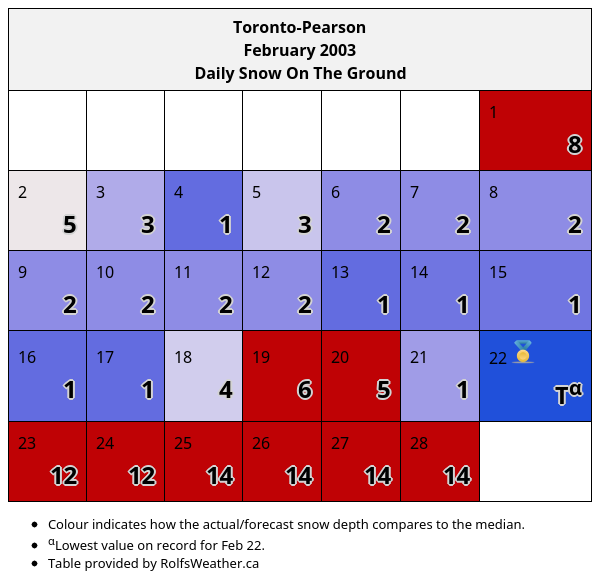 Toronto-Pearson
February 2003
Daily Snow On The Ground
1
8
2 3 4 5 6 7 8
5 3 1 3 2 2 2
9 10 11 12 13 14 15
2 2 2 2 1 1 1
16 17 18 19 20 21 22
1 1 4 6 5 1 Tα
23 24 25 26 27 28
12 12 14 14 14 14
Colour indicates how the actual/forecast snow depth compares to the median.
αLowest value on record for Feb 22.
Table provided by RolfsWeather.ca